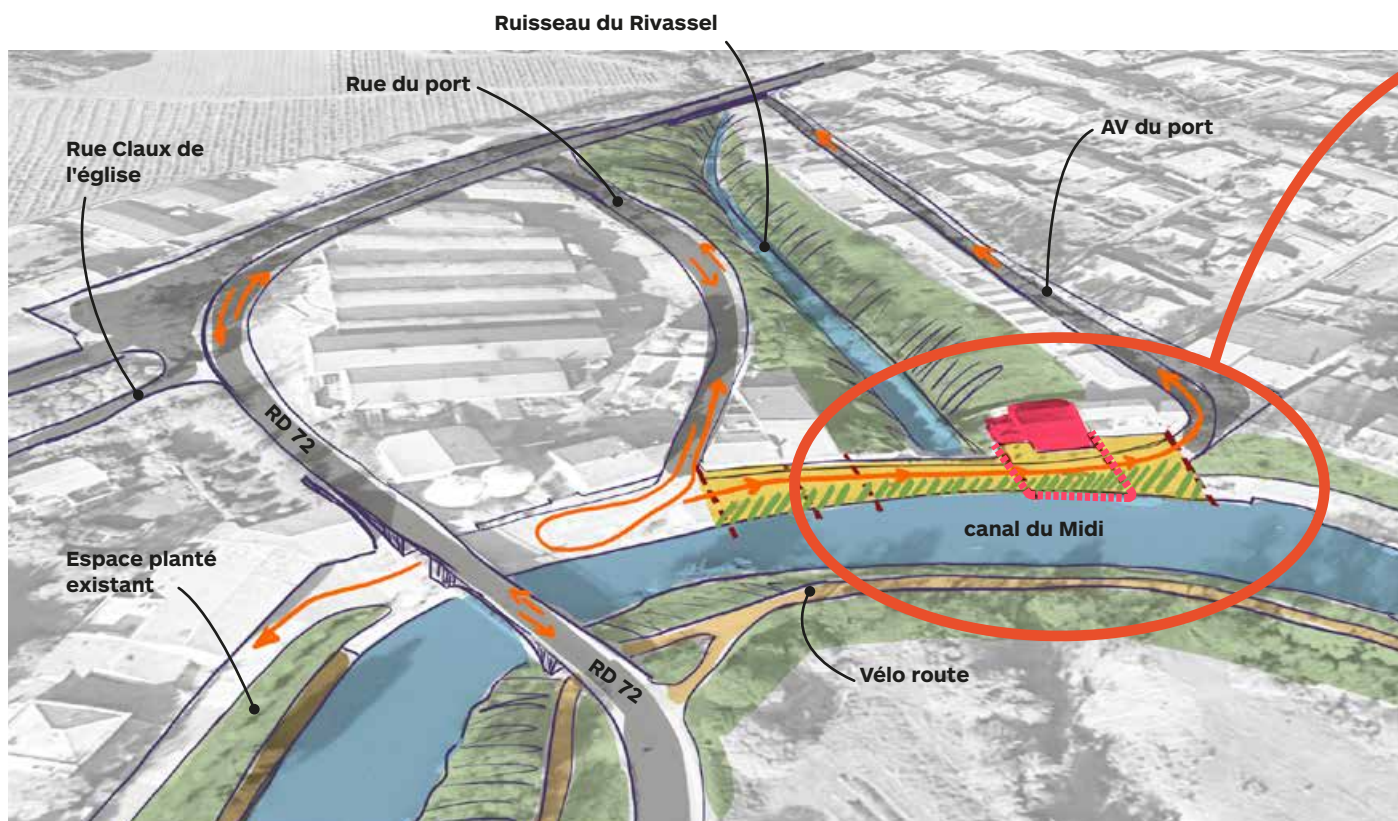 Ruisseau du Rivassel
Rue du port
AV du port
Rue Claux de
l'église
RD 72
canal du Midi
Espace planté
existant
RD 72
Vélo route